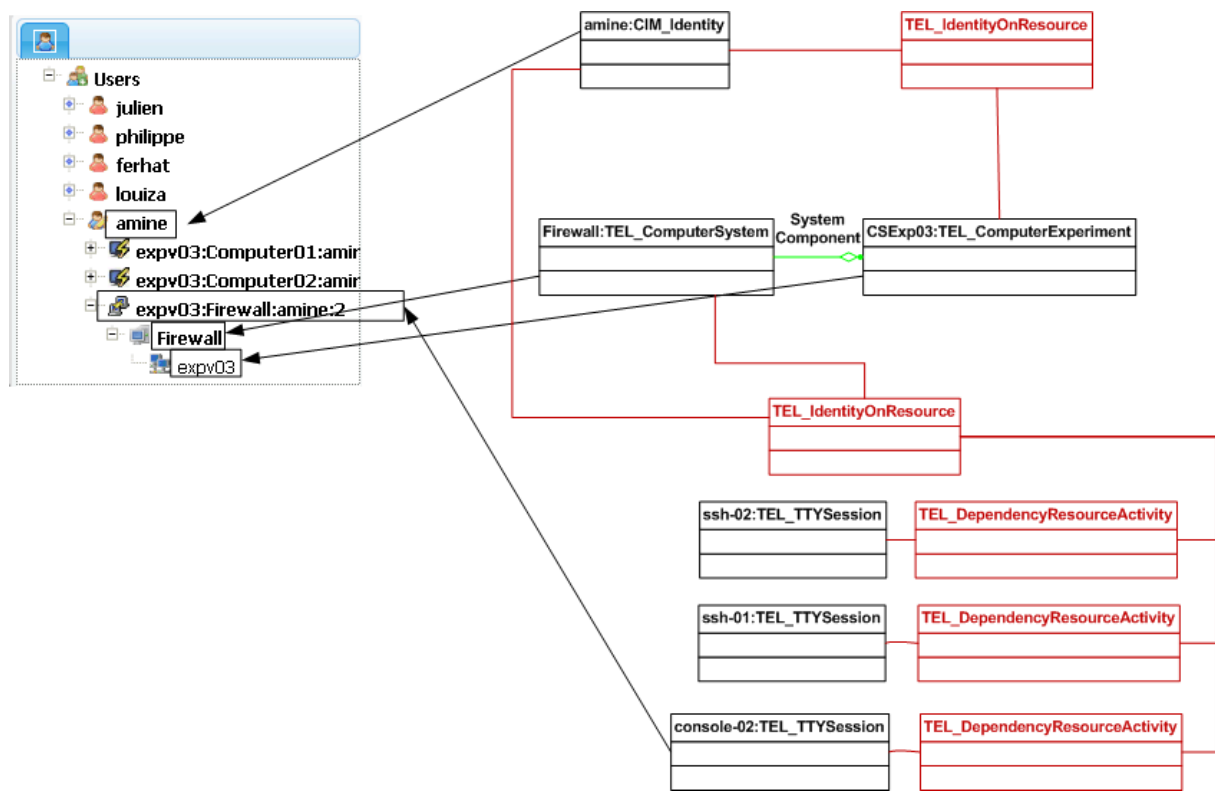 Users
julien
philippe
ferhat
louiza
amine
expv03:Computer01:amir
expv03:Computer02:amir
expv03:Firewall:amine:2
Firewall
expv03
amine:CIM_Identity
TEL_IdentityOnResource
Firewall:TEL_ComputerSystem
System
Component
CSExp03:TEL_ComputerExperiment
TEL_IdentityOnResource
ssh-02:TEL_TTYSession
TEL_DependencyResourceActivity
ssh-01:TEL_TTYSession
TEL_DependencyResourceActivity
console-02:TEL_TTYSession
TEL_DependencyResourceActivity